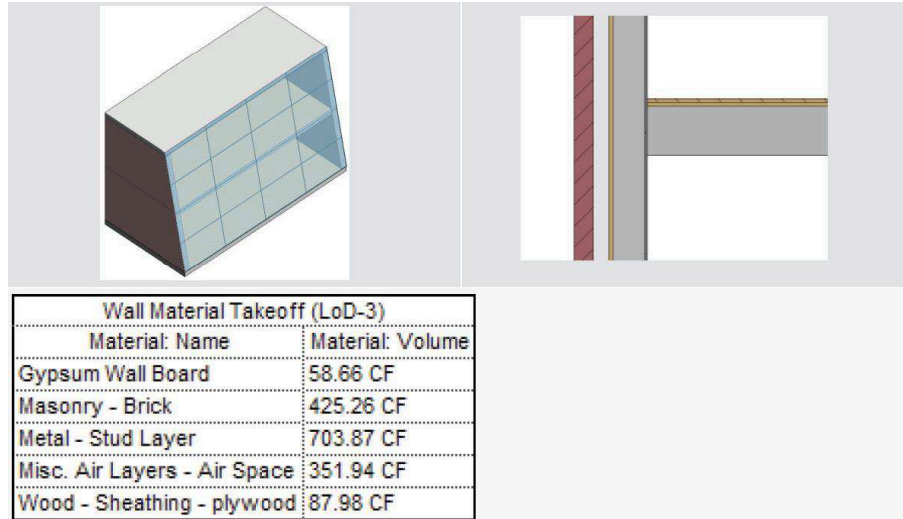 Wall Material Takeoff (LoD-3)
Material: Name Material: Volume
Gypsum Wall Board 58.66 CF
Masonry - Brick 425.26 CF
Metal - Stud Layer 703.87 CF
Misc. Air Layers - Air Space 351.94 CF
Wood - Sheathing - plywood 87.98 CF